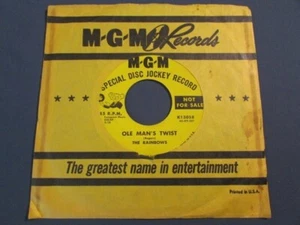 M-G-M Records
M-G-M
SPECIAL DISC JOCKEY RECORD
NOT
FOR SALE
OLE MAN'S TWIST
THE RAINBOWS
The greatest name in entertainment
Printed in U.S.A.